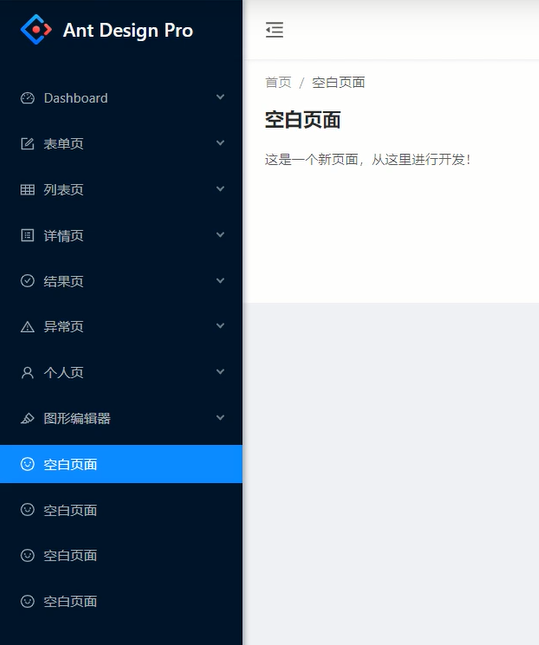 Ant Design Pro
Dashboard
表单页
列表页
详情页
结果页
异常页
个人页
图形编辑器
空白页面
空白页面
空白页面
空白页面
首页 / 空白页面
空白页面
这是一个新页面，从这里进行开发！